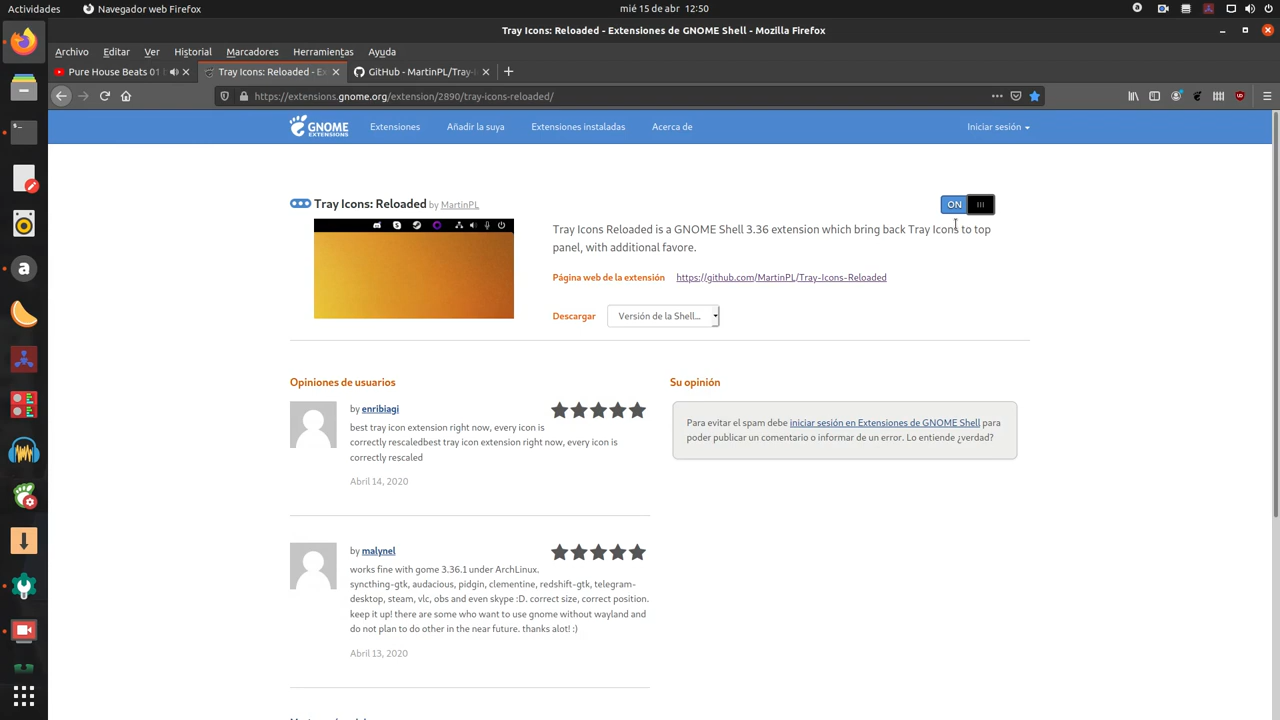 Actividades
Navegador web Firefox
mié 15 de abr 12:50
Tray Icons: Reloaded - Extensiones de GNOME Shell - Mozilla Firefox
Archivo Editar Ver Historial Marcadores Herramientas Ayuda
Pure House Beats 01
Tray Icons: Reloaded - Ex
GitHub - MartinPL/Tray-I
https://extensions.gnome.org/extension/2890/tray-icons-reloaded/
GNOME EXTENSIONS
Extensiones Añadir la suya Extensiones instaladas Acerca de Iniciar sesión
Tray Icons: Reloaded by MartinPL
ON
Tray Icons Reloaded is a GNOME Shell 3.36 extension which bring back Tray Icons to top
panel, with additional favore.
Página web de la extensión https://github.com/MartinPL/Tray-Icons-Reloaded
Descargar Versión de la Shell...
Opiniones de usuarios
by enribiagi
best tray icon extension right now, every icon is
correctly rescaledbest tray icon extension right now, every icon is
correctly rescaled
Abril 14, 2020
by malynel
works fine with gome 3.36.1 under ArchLinux.
syncthing-gtk, audacious, pidgin, clementine, redshift-gtk, telegram-
desktop, steam, vlc, obs and even skype :D. correct size, correct position.
keep it up! there are some who want to use gnome without wayland and
do not plan to do other in the near future. thanks alot! :)
Abril 13, 2020
Su opinión
Para evitar el spam debe iniciar sesión en Extensiones de GNOME Shell para
poder publicar un comentario o informar de un error. Lo entiende ¿verdad?